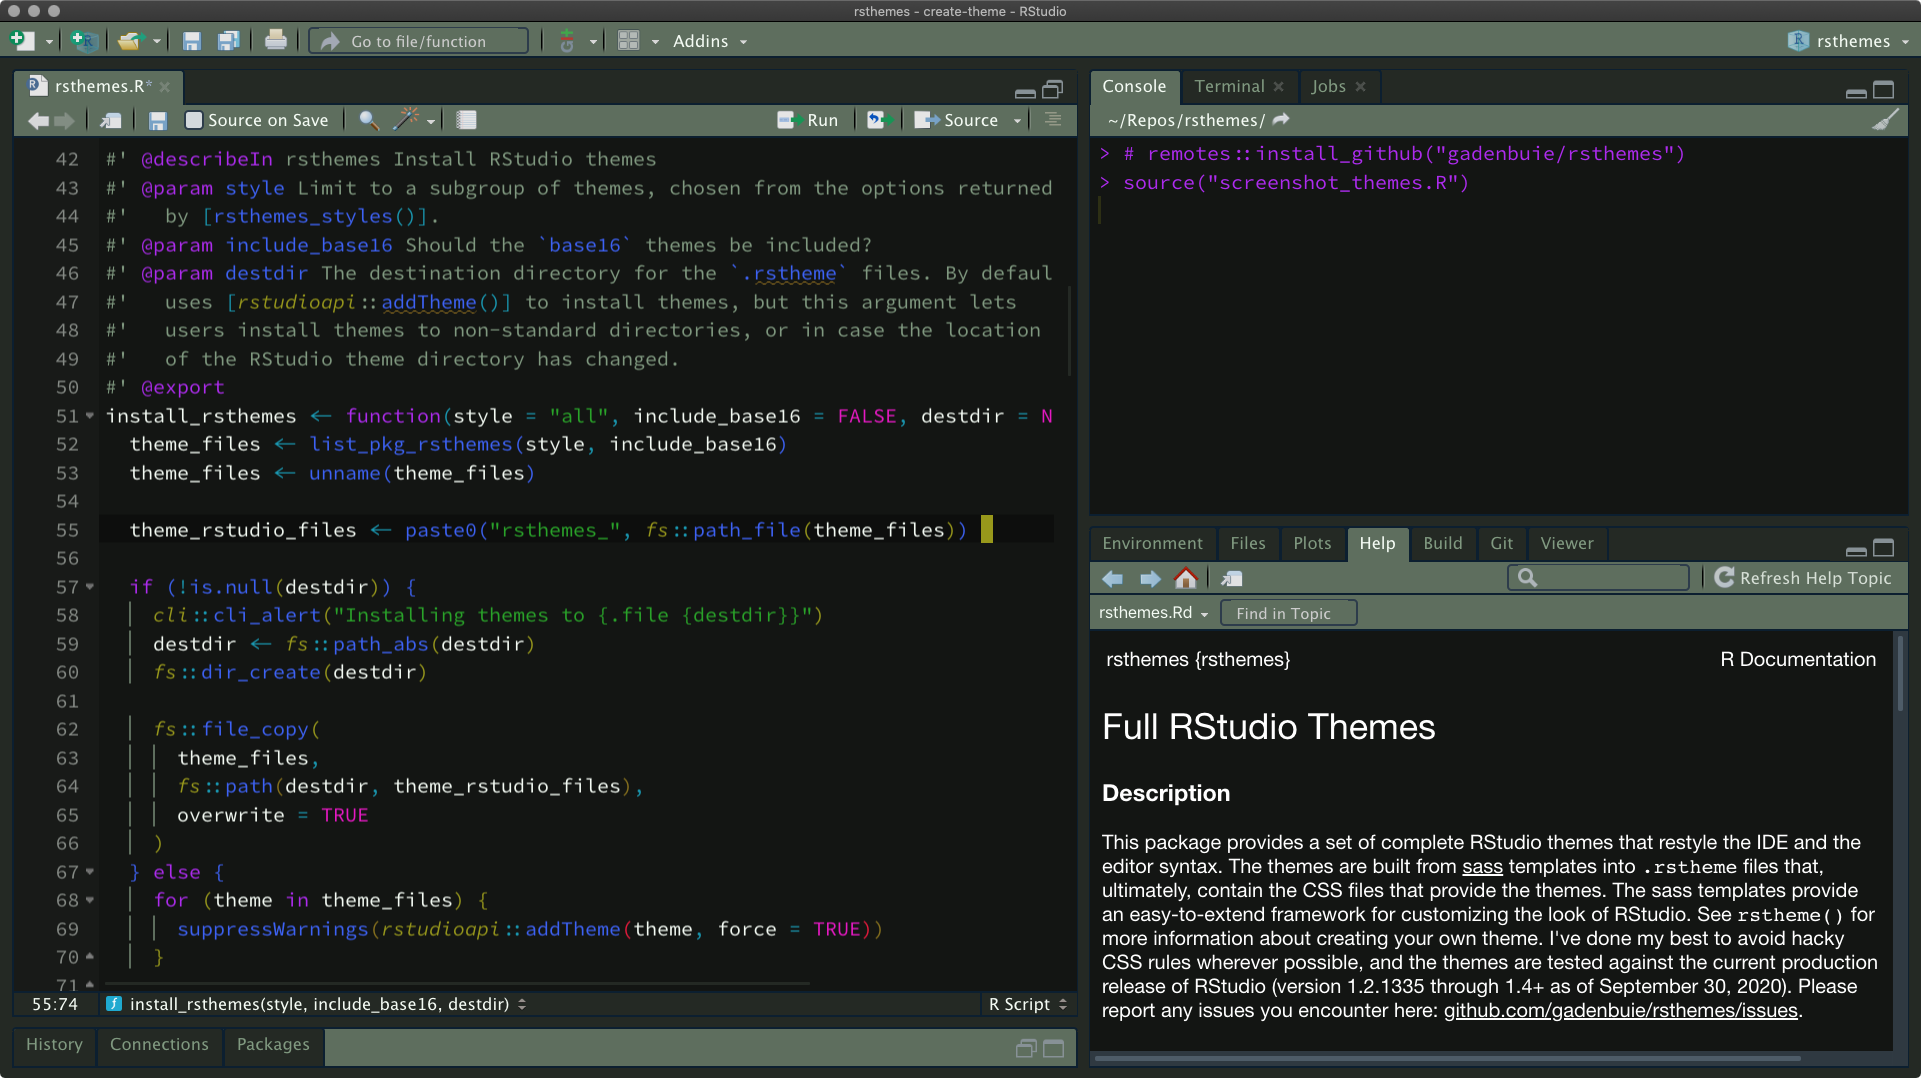 rsthemes - create-theme - RStudio
Go to file/function
Addins
rsthemes
rsthemes.R*
Source on Save
Run
Source
42 #' @describeIn rsthemes Install RStudio themes
43 #' @param style Limit to a subgroup of themes, chosen from the options returned
44 #'   by [rsthemes_styles()].
45 #' @param include_base16 Should the `base16` themes be included?
46 #' @param destdir The destination directory for the `.rstheme` files. By defaul
47 #'   uses [rstudioapi::addTheme()] to install themes, but this argument lets
48 #'   users install themes to non-standard directories, or in case the location
49 #'   of the RStudio theme directory has changed.
50 #' @export
51 install_rsthemes <- function(style = "all", include_base16 = FALSE, destdir = N
52   theme_files <- list_pkg_rsthemes(style, include_base16)
53   theme_files <- unname(theme_files)
54
55   theme_rstudio_files <- paste0("rsthemes_", fs::path_file(theme_files))
56
57   if (!is.null(destdir)) {
58     cli::cli_alert("Installing themes to {.file {destdir}}")
59     destdir <- fs::path_abs(destdir)
60     fs::dir_create(destdir)
61
62     fs::file_copy(
63       theme_files,
64       fs::path(destdir, theme_rstudio_files),
65       overwrite = TRUE
66     )
67   } else {
68     for (theme in theme_files) {
69       suppressWarnings(rstudioapi::addTheme(theme, force = TRUE))
70     }
71
55:74 install_rsthemes(style, include_base16, destdir) R Script
History Connections Packages
Console Terminal Jobs
~/Repos/rsthemes/
> # remotes::install_github("gadenbuie/rsthemes")
> source("screenshot_themes.R")
Environment Files Plots Help Build Git Viewer
Refresh Help Topic
rsthemes.Rd Find in Topic
rsthemes {rsthemes} R Documentation
Full RStudio Themes
Description
This package provides a set of complete RStudio themes that restyle the IDE and the
editor syntax. The themes are built from sass templates into .rstheme files that,
ultimately, contain the CSS files that provide the themes. The sass templates provide
an easy-to-extend framework for customizing the look of RStudio. See rstheme() for
more information about creating your own theme. I've done my best to avoid hacky
CSS rules wherever possible, and the themes are tested against the current production
release of RStudio (version 1.2.1335 through 1.4+ as of September 30, 2020). Please
report any issues you encounter here: github.com/gadenbuie/rsthemes/issues.